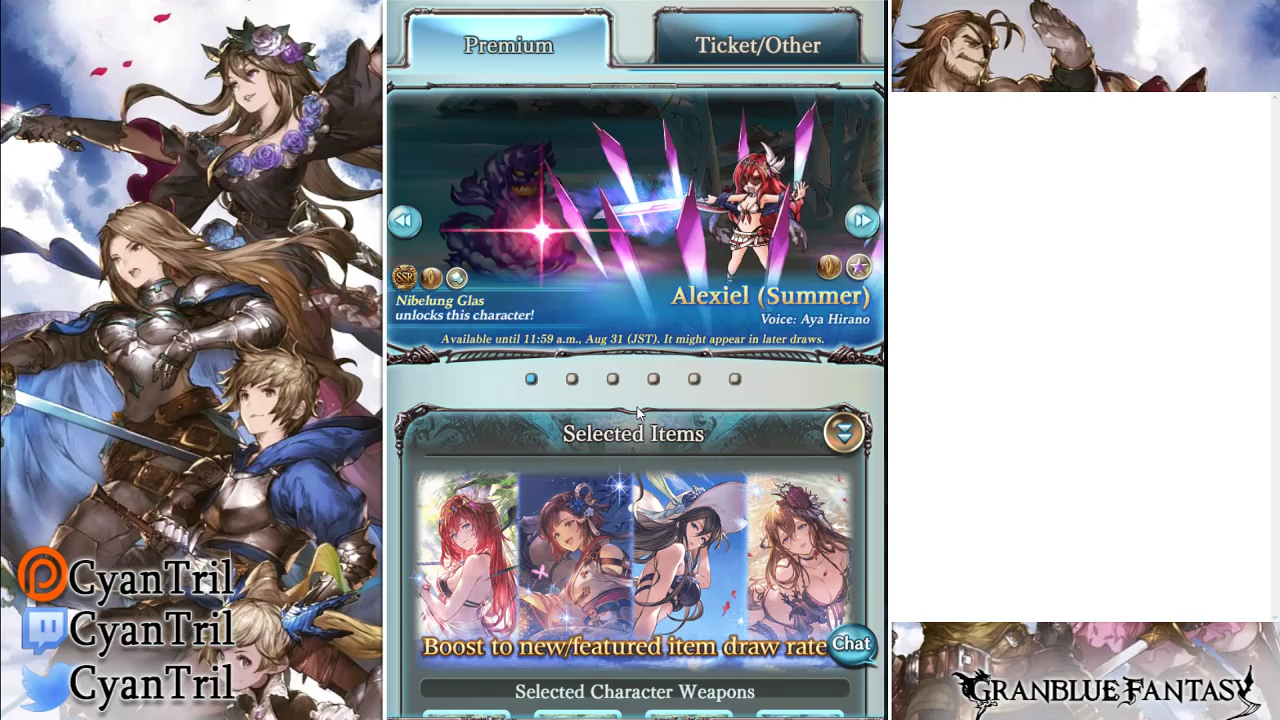 Premium
Ticket/Other
SSR
Nibelung Glas
unlocks this character!
Alexiel (Summer)
Voice: Aya Hirano
Available until 11:59 a.m., Aug 31 (JST). It might appear in later draws.
Selected Items
Boost to new/featured item draw rate
Chat
Selected Character Weapons
CyanTril
CyanTril
CyanTril
GRANBLUE FANTASY